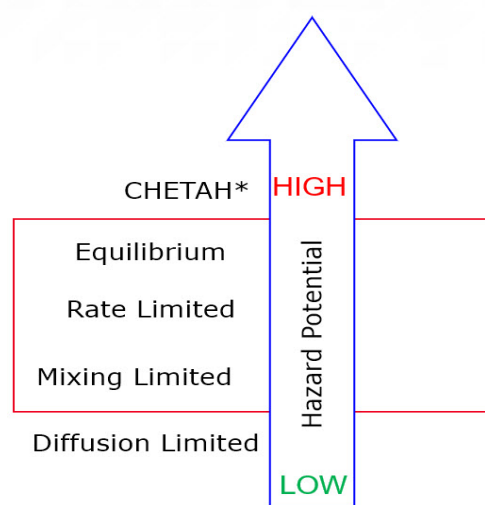 CHETAH*
HIGH
Equilibrium
Rate Limited
Mixing Limited
Hazard Potential
Diffusion Limited
LOW